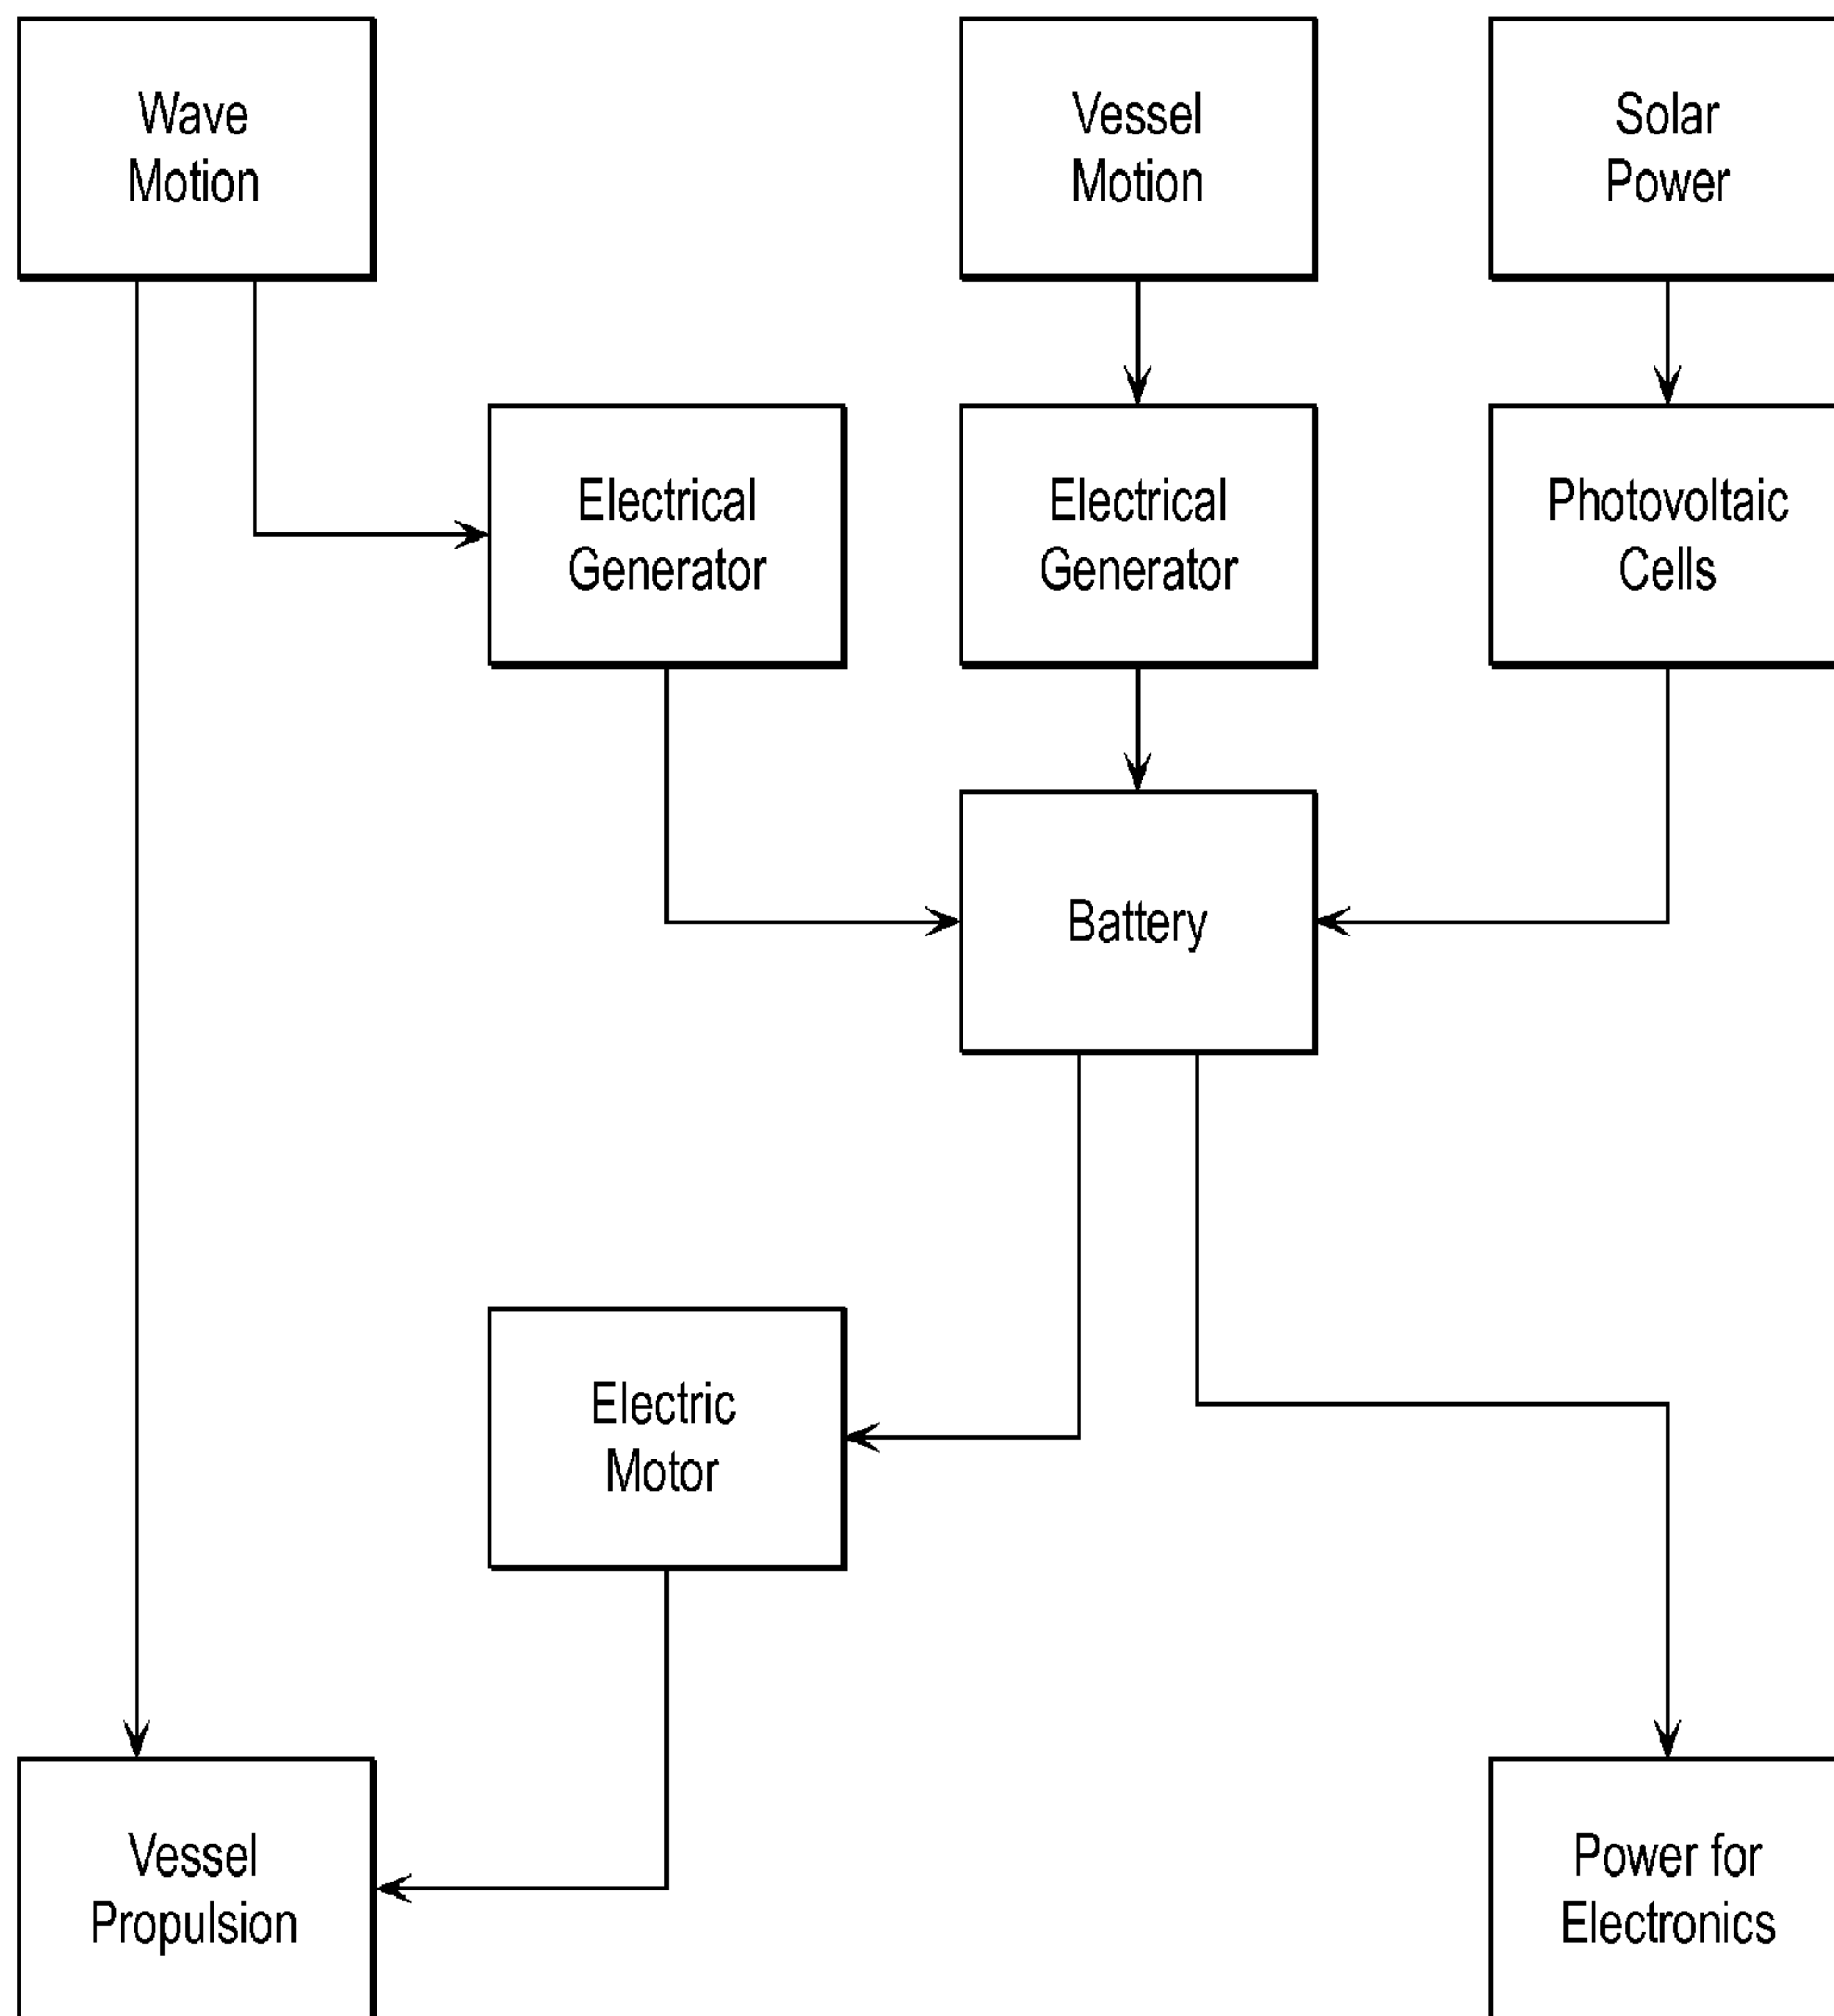 Wave
Motion
Vessel
Motion
Solar
Power
Electrical
Generator
Electrical
Generator
Photovoltaic
Cells
Battery
Electric
Motor
Vessel
Propulsion
Power for
Electronics